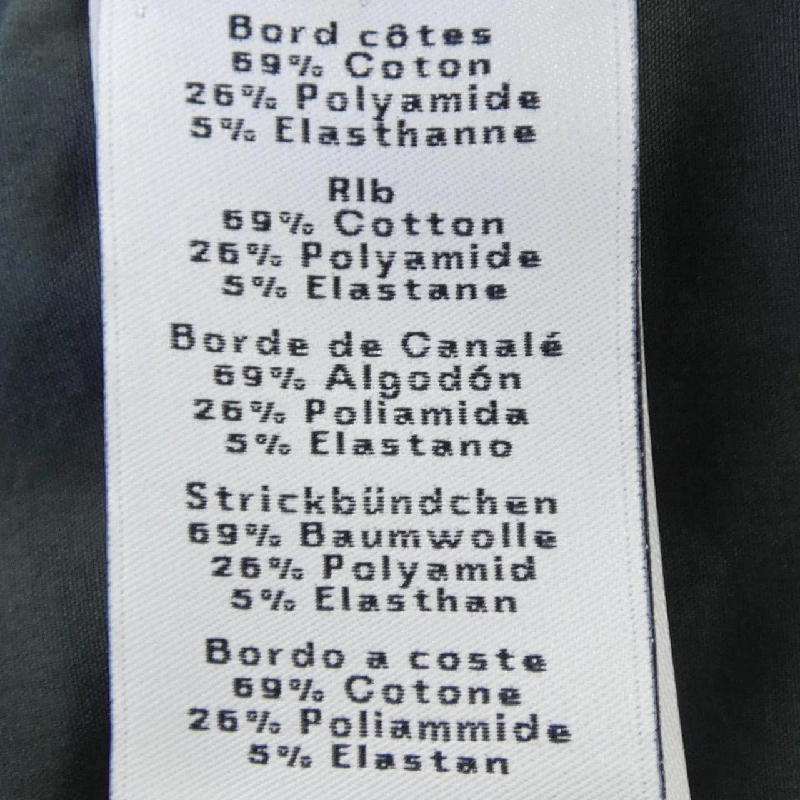 Bord côtes
69% Coton
26% Polyamide
5% Elasthanne
Rib
69% Cotton
26% Polyamide
5% Elastane
Borde de Canalé
69% Algodón
26% Poliamida
5% Elastano
Strickbündchen
69% Baumwolle
26% Polyamid
5% Elasthan
Bordo a coste
69% Cotone
26% Poliammide
5% Elastan